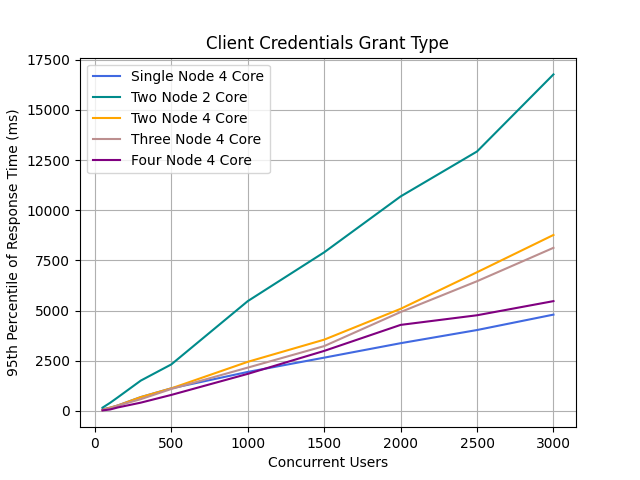 Client Credentials Grant Type
95th Percentile of Response Time (ms)
17500
15000
12500
10000
7500
5000
2500
0
Single Node 4 Core
Two Node 2 Core
Two Node 4 Core
Three Node 4 Core
Four Node 4 Core
0
500
1000
1500
2000
2500
3000
Concurrent Users